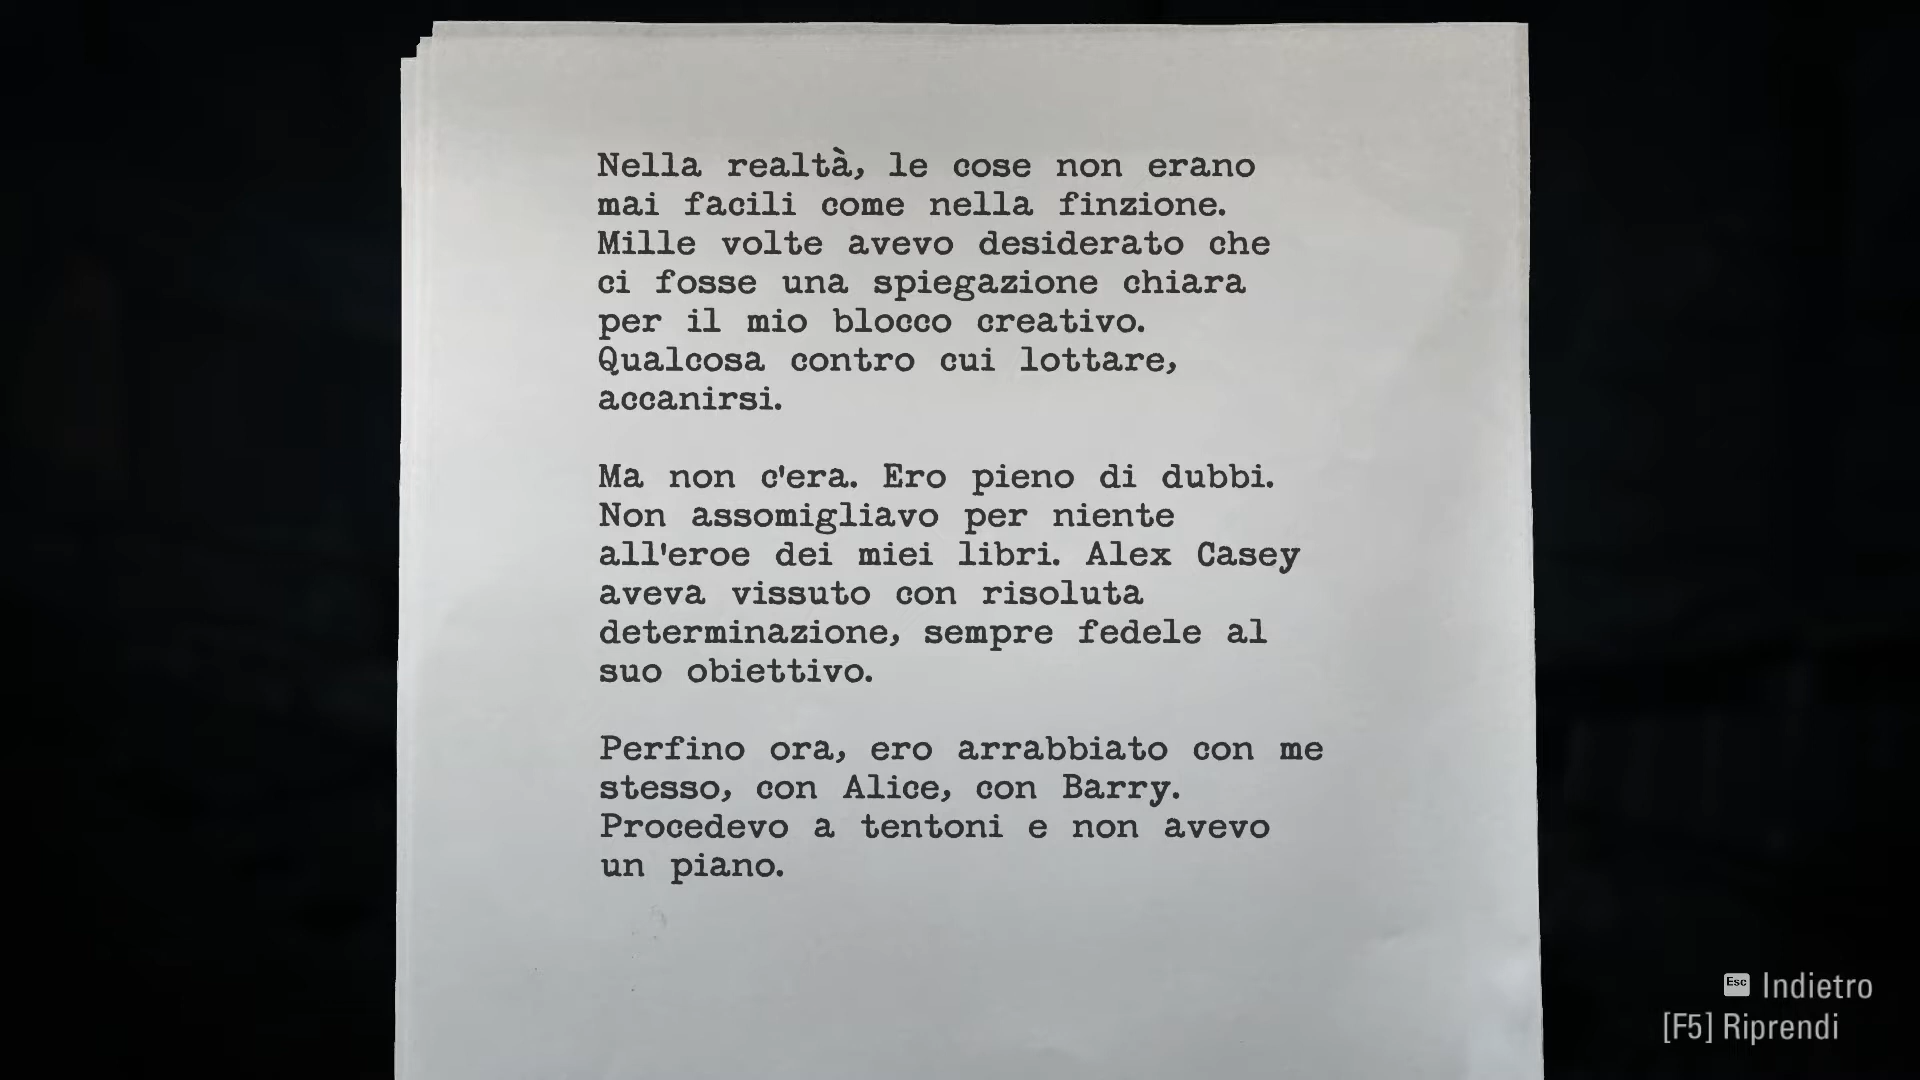 Nella realtà, le cose non erano
mai facili come nella finzione.
Mille volte avevo desiderato che
ci fosse una spiegazione chiara
per il mio blocco creativo.
Qualcosa contro cui lottare,
accanirsi.
Ma non c'era. Ero pieno di dubbi.
Non assomigliavo per niente
all'eroe dei miei libri. Alex Casey
aveva vissuto con risoluta
determinazione, sempre fedele al
suo obiettivo.
Perfino ora, ero arrabbiato con me
stesso, con Alice, con Barry.
Procedevo a tentoni e non avevo
un piano.
Esc Indietro
[F5] Riprendi